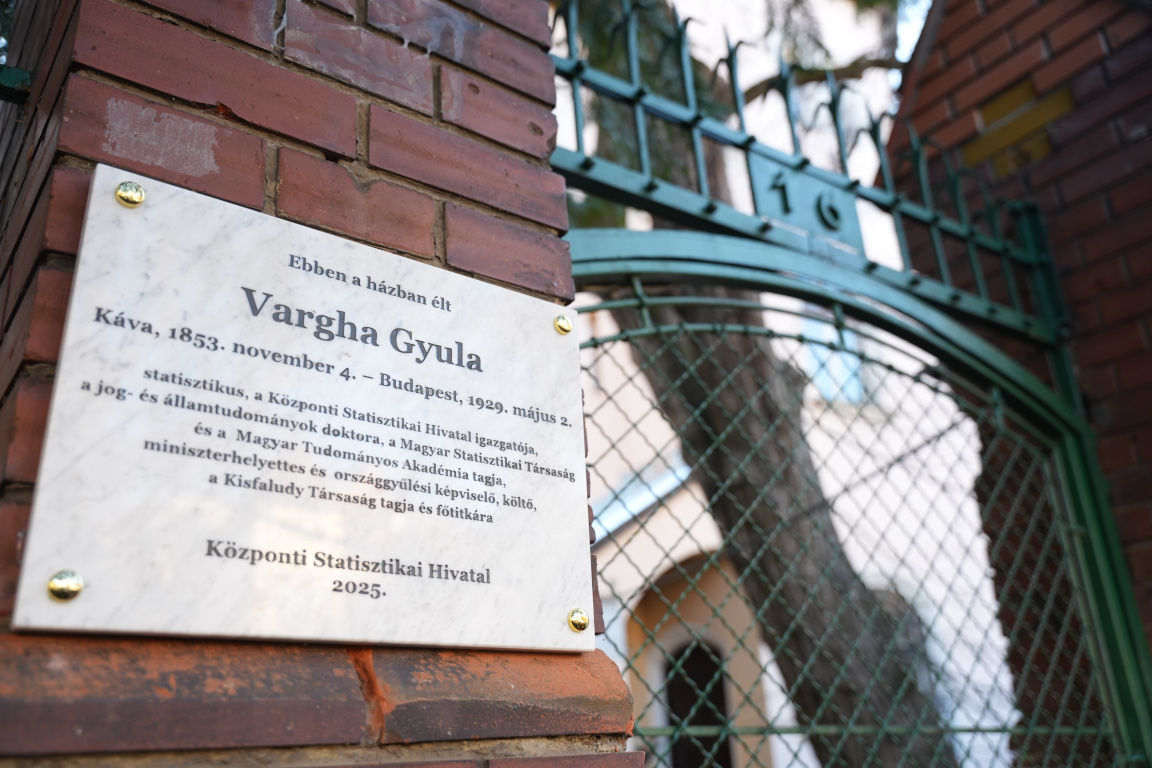 Ebben a házban élt
Vargha Gyula
Káva, 1853. november 4. – Budapest, 1929. május 2.
statisztikus, a Központi Statisztikai Hivatal igazgatója,
a jog- és államtudományok doktora, a Magyar Statisztikai Társaság
és a Magyar Tudományos Akadémia tagja,
miniszterhelyettes és országgyűlési képviselő, költő,
a Kisfaludy Társaság tagja és főtitkára
Központi Statisztikai Hivatal
2025.
16